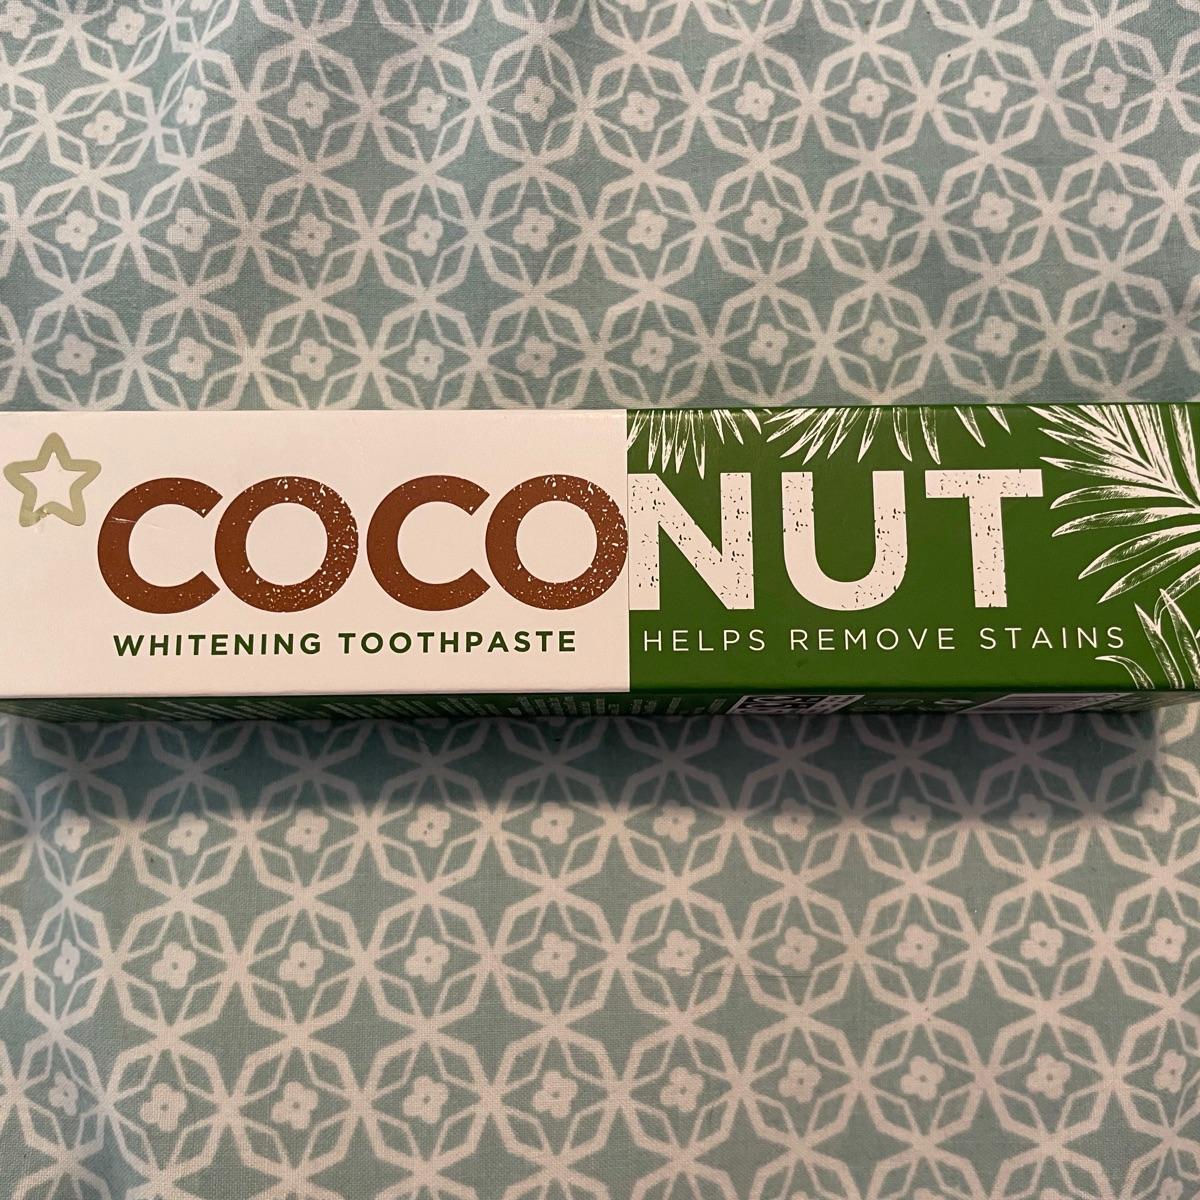 COCONUT
WHITENING TOOTHPASTE
HELPS REMOVE STAINS